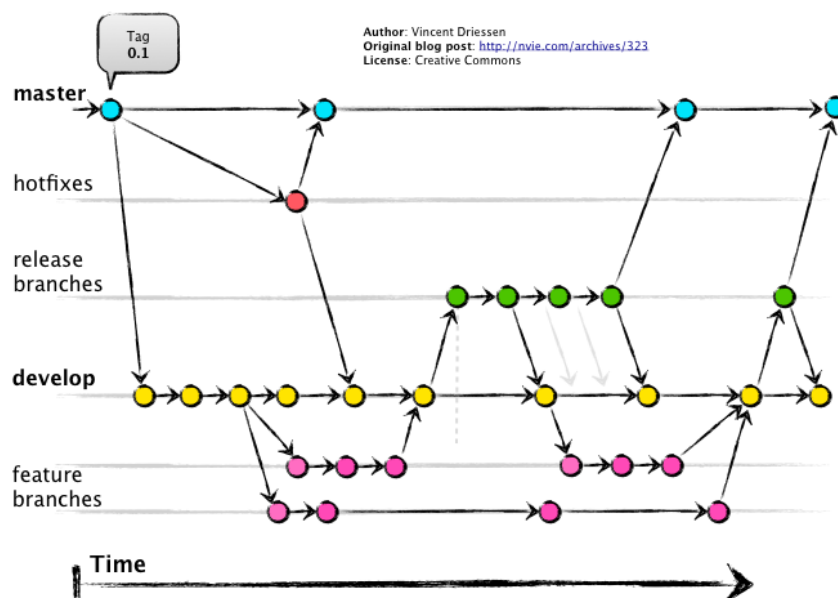 Tag
0.1
Author: Vincent Driessen
Original blog post: http://nvie.com/archives/323
License: Creative Commons
master
hotfixes
release
branches
develop
feature
branches
Time